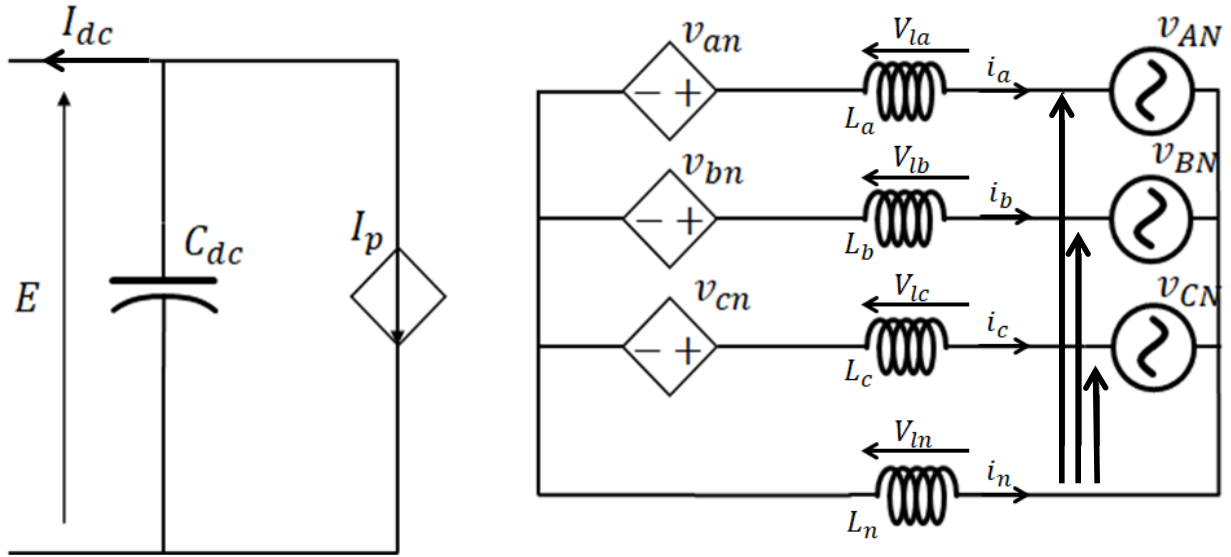 I_dc
E
C_dc
I_p
v_an
V_la
L_a
i_a
v_AN
v_bn
V_lb
L_b
i_b
v_BN
v_cn
V_lc
L_c
i_c
v_CN
V_ln
L_n
i_n